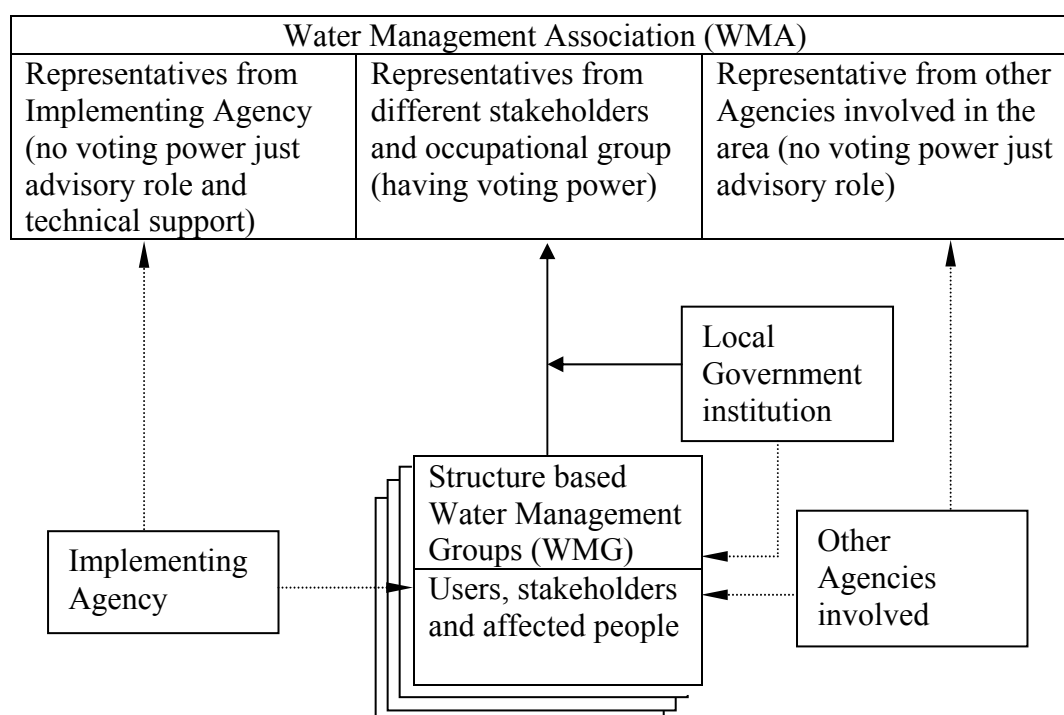 Water Management Association (WMA)
Representatives from
Implementing Agency
(no voting power just
advisory role and
technical support)
Representatives from
different stakeholders
and occupational group
(having voting power)
Representative from other
Agencies involved in the
area (no voting power just
advisory role)
Local
Government
institution
Structure based
Water Management
Groups (WMG)
Users, stakeholders
and affected people
Implementing
Agency
Other
Agencies
involved